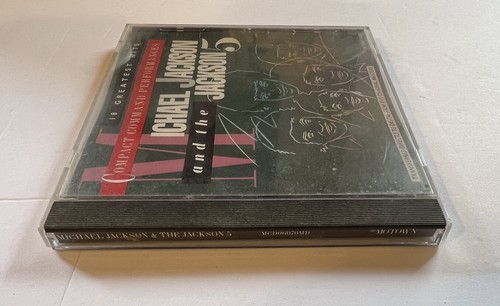 18 GREATEST HITS
COMPACT COMMAND PERFORMANCES
MICHAEL JACKSON
and the JACKSON 5
MICHAEL JACKSON & THE JACKSON 5
MOTOWN